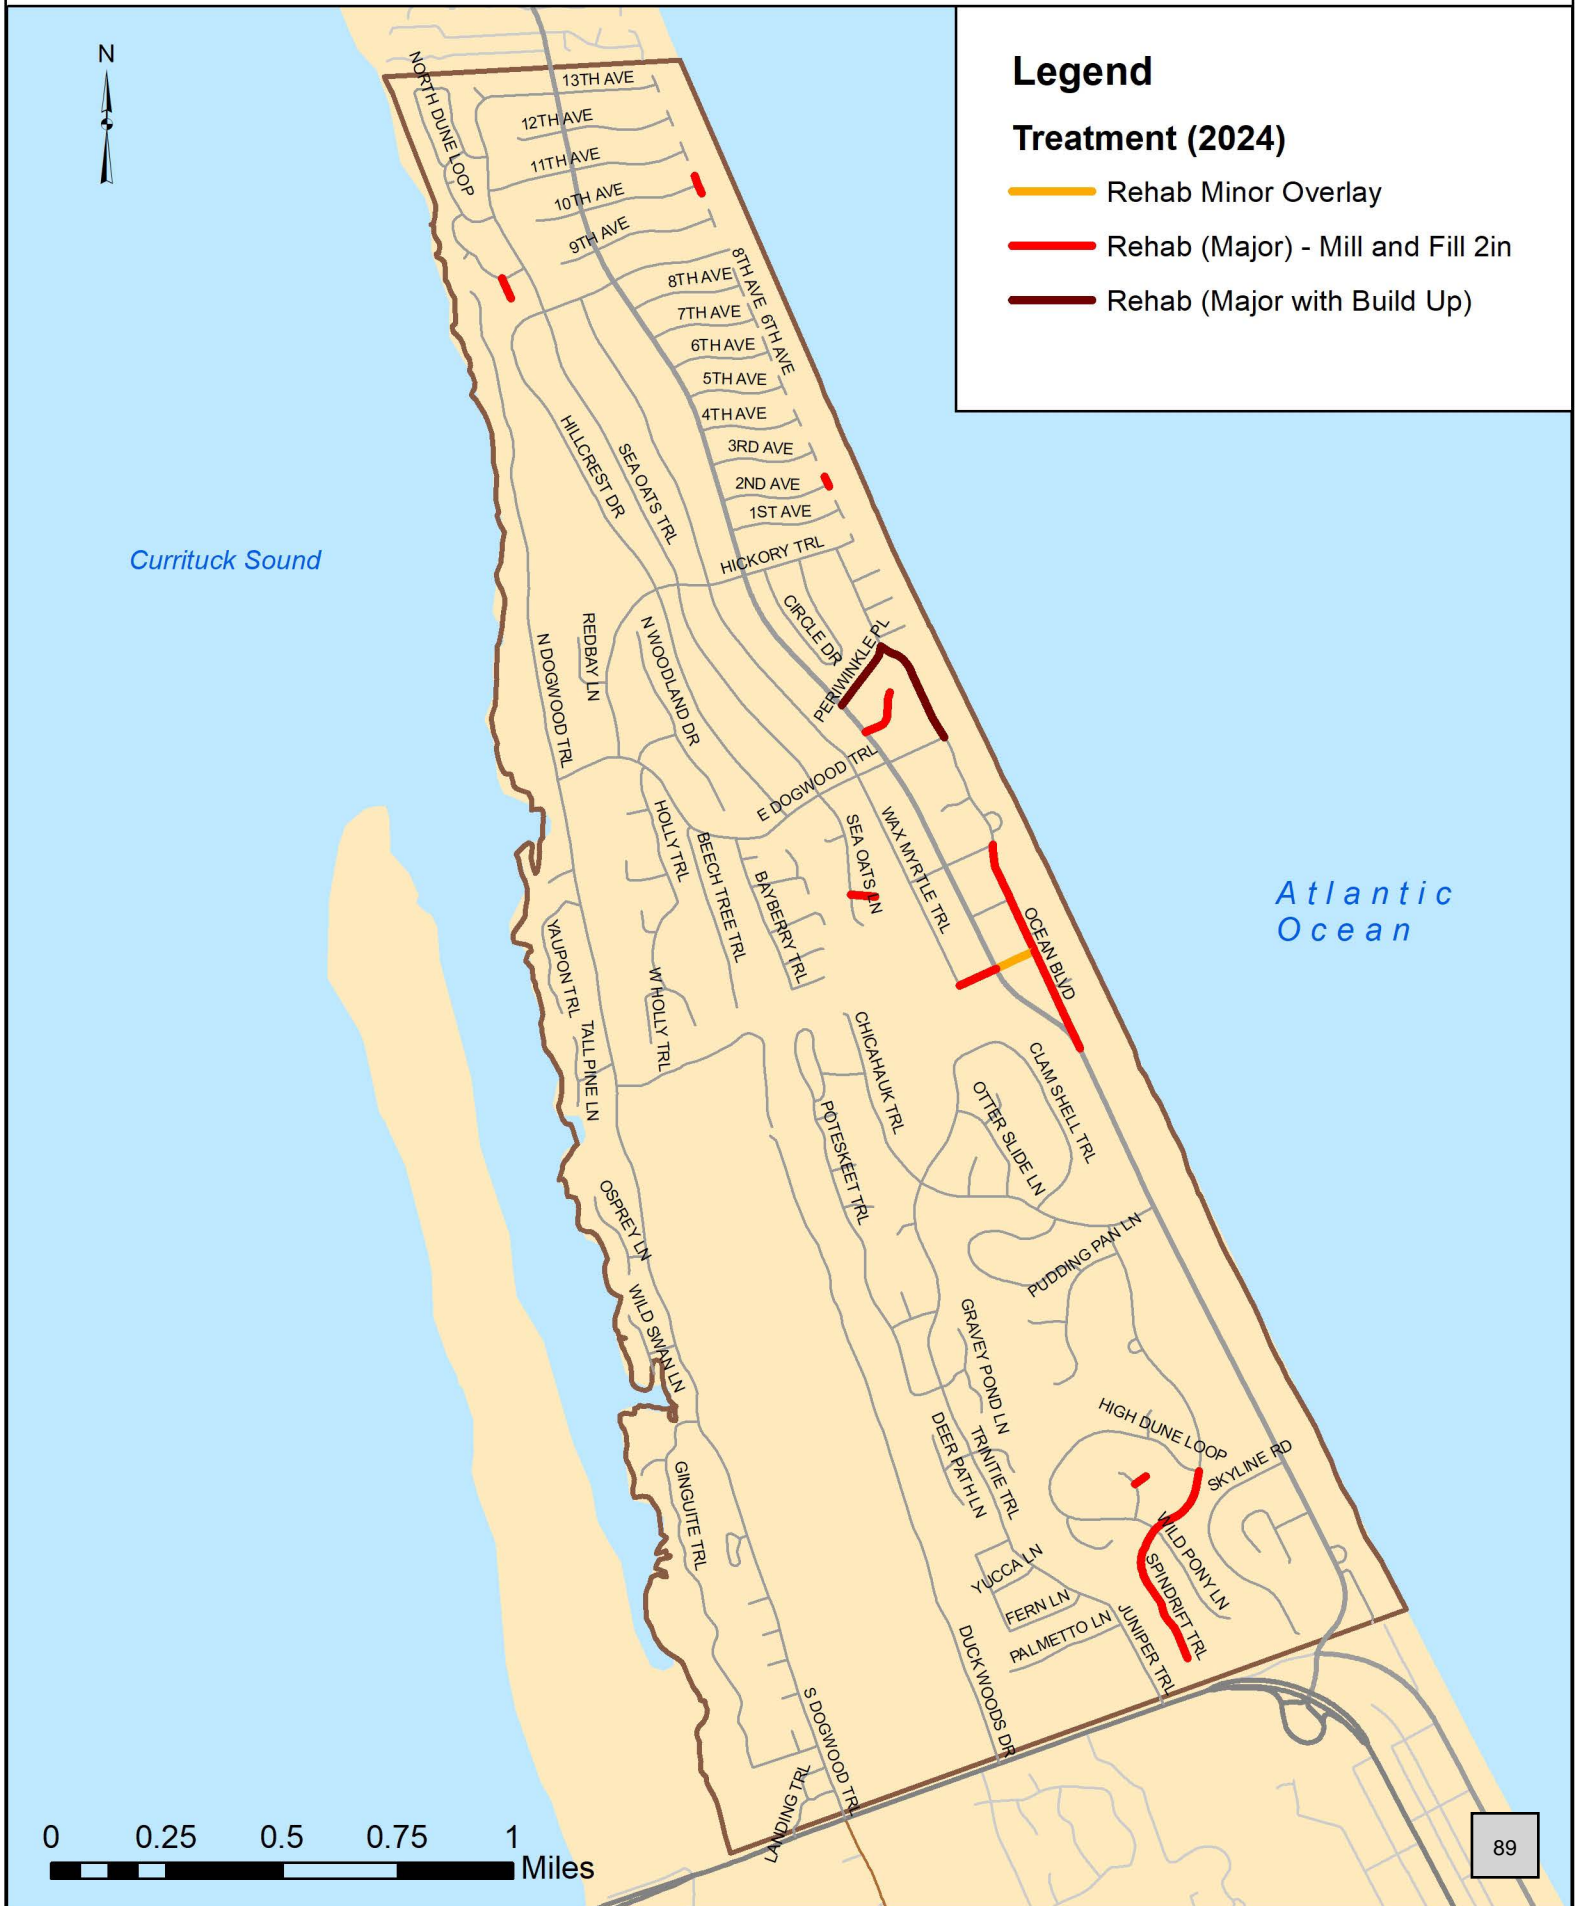 N
Legend
Treatment (2024)
Rehab Minor Overlay
Rehab (Major) - Mill and Fill 2in
Rehab (Major with Build Up)
NORTH DUNE LOOP
13TH AVE
12TH AVE
11TH AVE
10TH AVE
9TH AVE
8TH AVE
8TH AVE
7TH AVE
6TH AVE
6TH AVE
5TH AVE
4TH AVE
3RD AVE
2ND AVE
1ST AVE
HICKORY TRL
HILLCREST DR
SEA OATS TRL
Currituck Sound
CIRCLE DR
PERIWINKLE PL
REDBAY LN
N WOODLAND DR
N DOGWOOD TRL
E DOGWOOD TRL
HOLLY TRL
BEECH TREE TRL
BAYBERRY TRL
SEA OATS LN
WAX MYRTLE TRL
Atlantic
Ocean
OCEAN BLVD
YAUPON TRL
W HOLLY TRL
TALL PINE LN
CHICAHAUK TRL
CLAM SHELL TRL
OTTER SLIDE LN
POTESKEET TRL
OSPREY LN
PUDDING PAN LN
WILD SWAN LN
GRAVEY POND LN
HIGH DUNE LOOP
SKYLINE RD
DEER PATH LN
TRINITIE TRL
GINGUITE TRL
WILD PONY LN
SPINDRIFT TRL
YUCCA LN
FERN LN
PALMETTO LN
JUNIPER TRL
DUCK WOODS DR
S DOGWOOD TRL
LANDING TRL
0 0.25 0.5 0.75 1
Miles
89